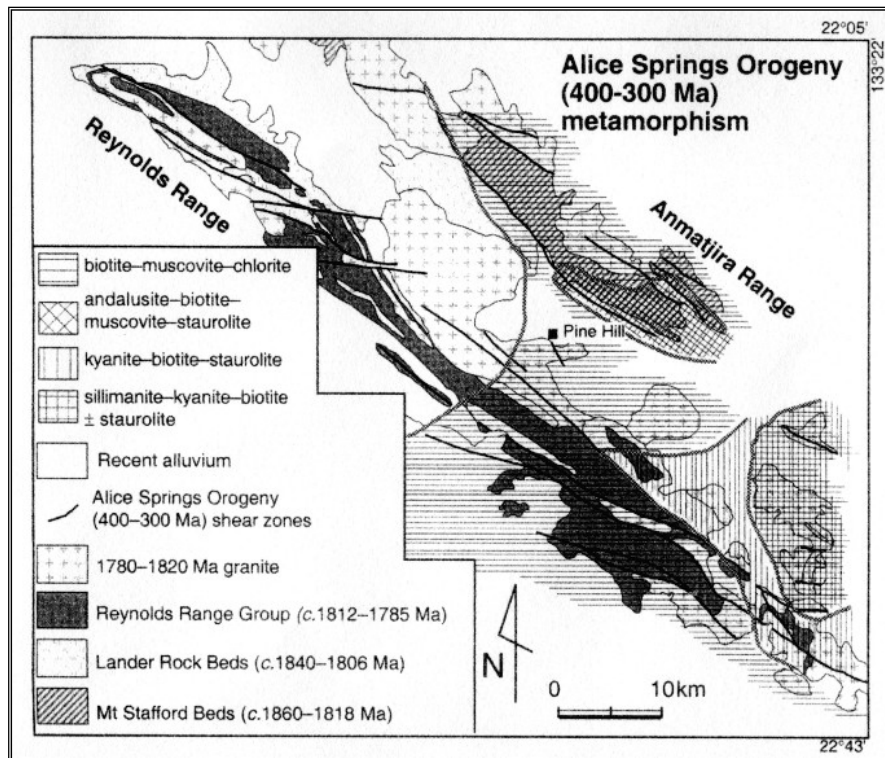 22°05'
133°22'
Alice Springs Orogeny
(400-300 Ma)
metamorphism
Reynolds Range
Anmatjira Range
Pine Hill
biotite–muscovite–chlorite
andalusite–biotite–
muscovite–staurolite
kyanite–biotite–staurolite
sillimanite–kyanite–biotite
± staurolite
Recent alluvium
Alice Springs Orogeny
(400–300 Ma) shear zones
1780–1820 Ma granite
Reynolds Range Group (c.1812–1785 Ma)
Lander Rock Beds (c.1840–1806 Ma)
Mt Stafford Beds (c.1860–1818 Ma)
N
0 10km
22°43'